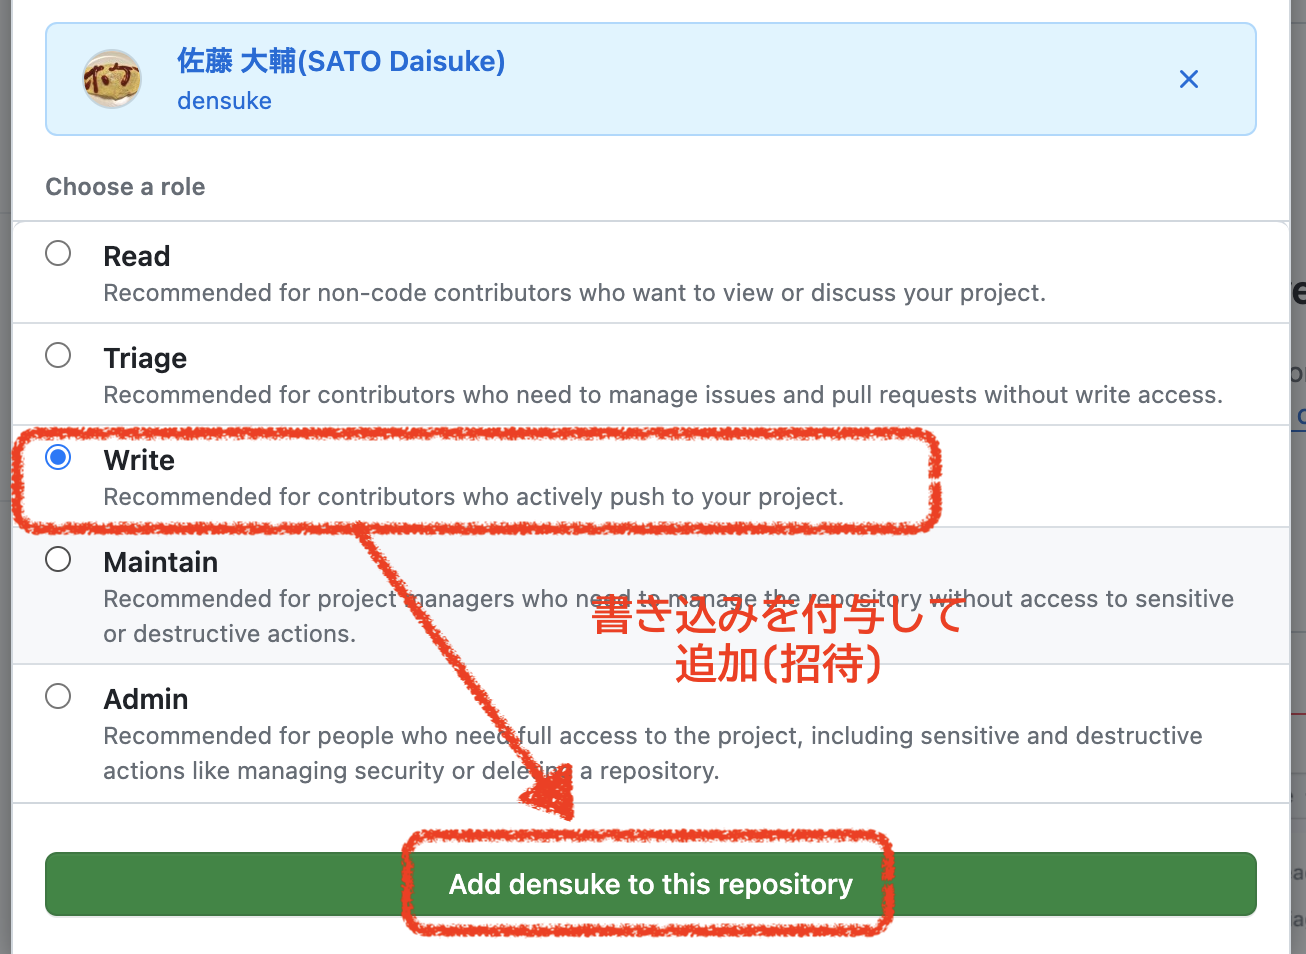 佐藤 大輔(SATO Daisuke)
densuke
Choose a role
Read
Recommended for non-code contributors who want to view or discuss your project.
Triage
Recommended for contributors who need to manage issues and pull requests without write access.
Write
Recommended for contributors who actively push to your project.
Maintain
Recommended for project managers who need to manage the repository without access to sensitive
or destructive actions.
書き込みを付与して
追加(招待)
Admin
Recommended for people who need full access to the project, including sensitive and destructive
actions like managing security or deleting a repository.
Add densuke to this repository